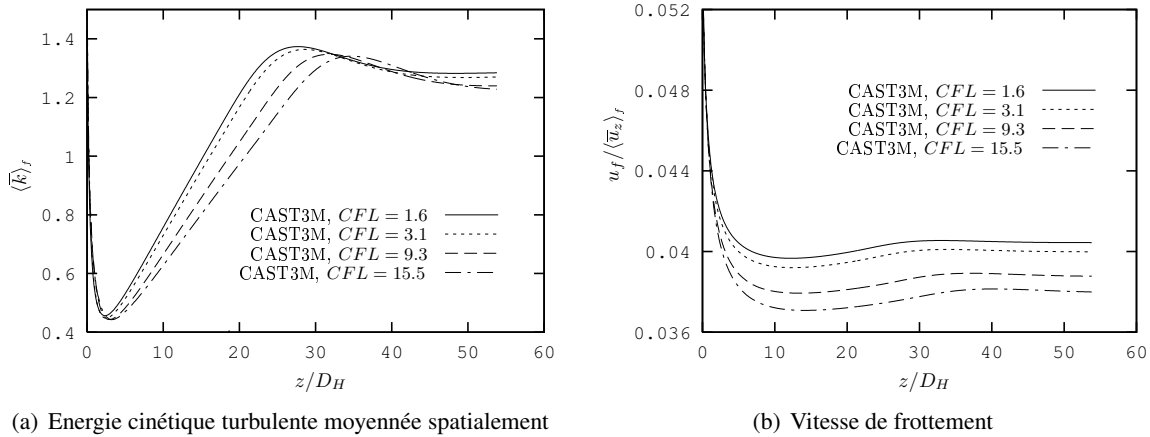 1.4
1.2
1
0.8
0.6
0.4
⟨k̅⟩_f
CAST3M, CFL = 1.6
CAST3M, CFL = 3.1
CAST3M, CFL = 9.3
CAST3M, CFL = 15.5
0 10 20 30 40 50 60
z/D_H
(a) Energie cinétique turbulente moyennée spatialement
0.052
0.048
0.044
0.04
0.036
u_f/⟨u̅_z⟩_f
CAST3M, CFL = 1.6
CAST3M, CFL = 3.1
CAST3M, CFL = 9.3
CAST3M, CFL = 15.5
0 10 20 30 40 50 60
z/D_H
(b) Vitesse de frottement